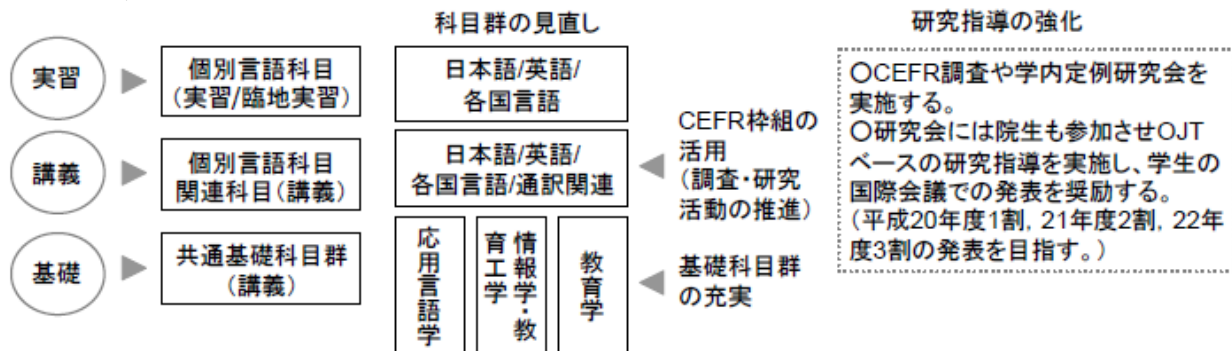 科目群の見直し
研究指導の強化
実習
個別言語科目
(実習/臨地実習)
日本語/英語/
各国言語
講義
個別言語科目
関連科目(講義)
日本語/英語/
各国言語/通訳関連
基礎
共通基礎科目群
(講義)
応用言語学
情報学・教
育工学
教育学
CEFR枠組の
活用
(調査・研究
活動の推進)
基礎科目群
の充実
〇CEFR調査や学内定例研究会を
実施する。
〇研究会には院生も参加させOJT
ベースの研究指導を実施し、学生の
国際会議での発表を奨励する。
(平成20年度1割, 21年度2割, 22年
度3割の発表を目指す。)